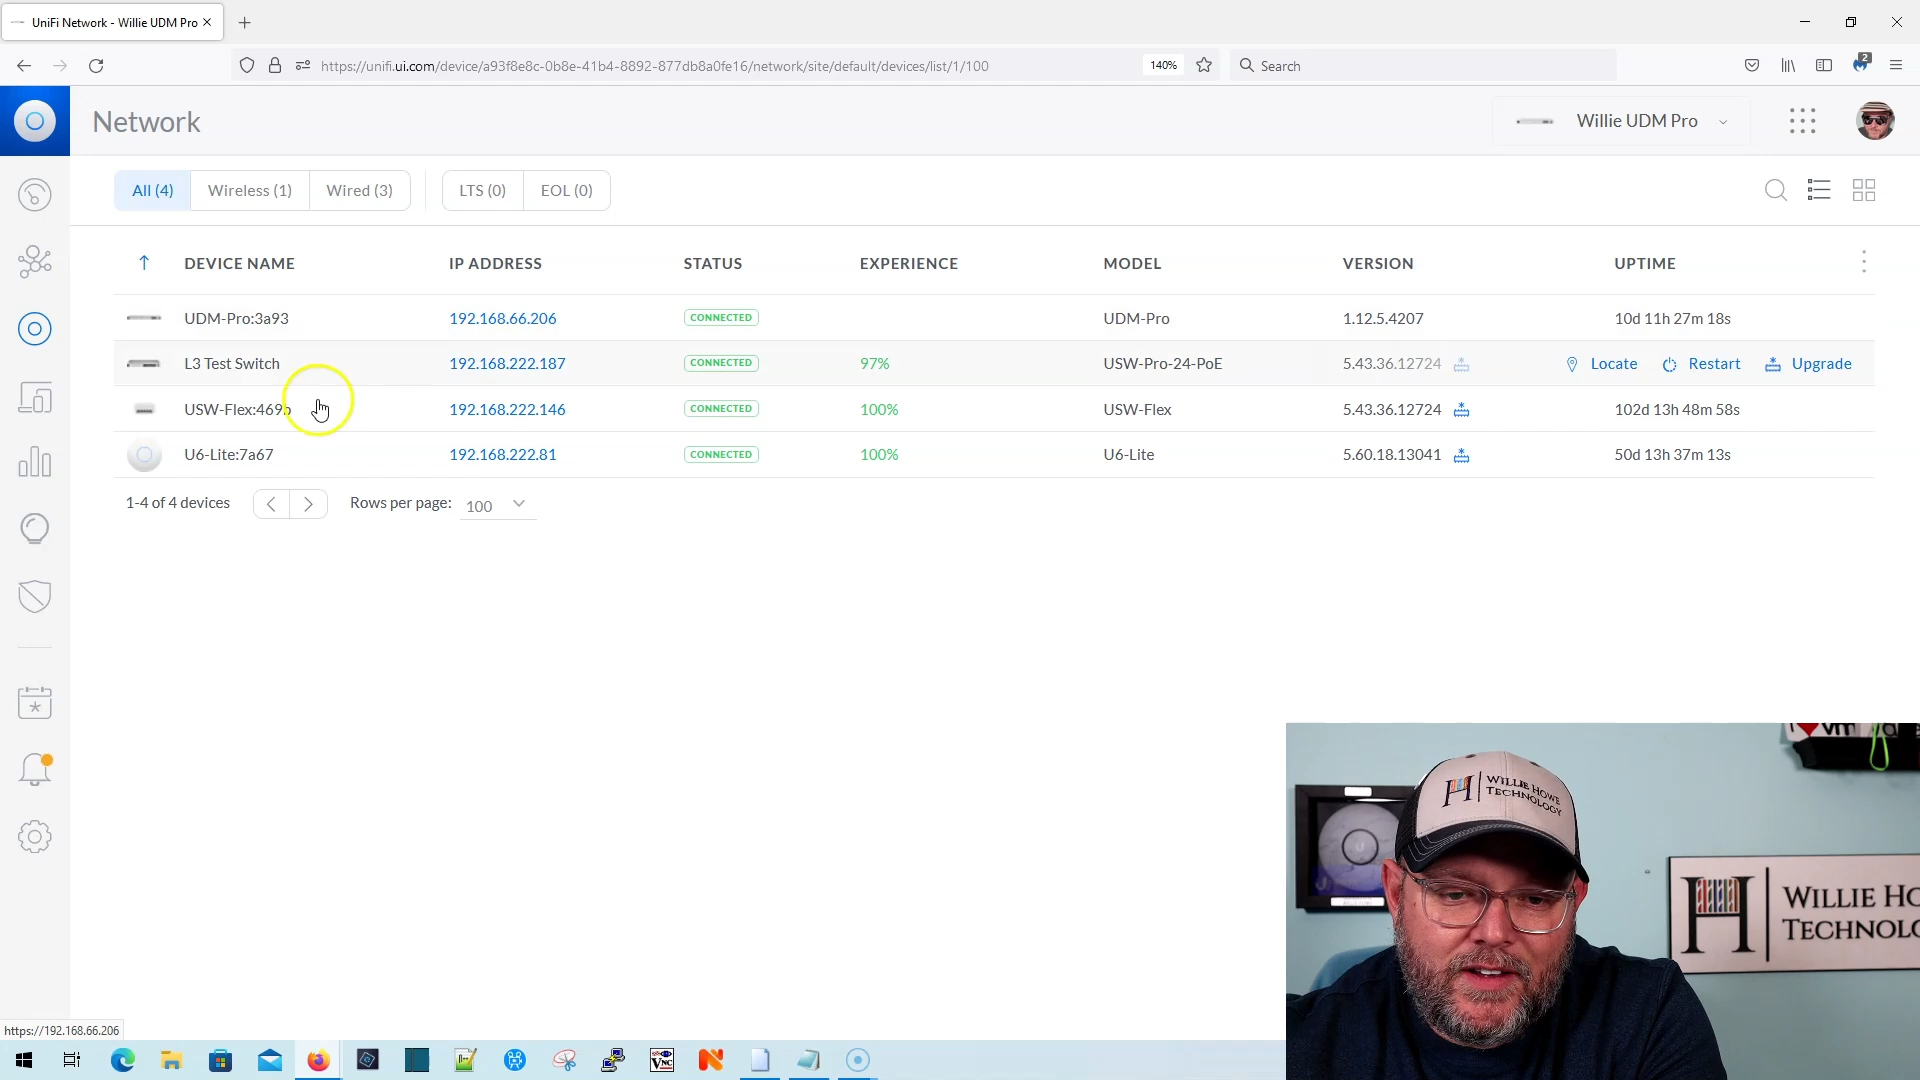 UniFi Network - Willie UDM Pro
https://unifi.ui.com/device/a93f8e8c-0b8e-41b4-8892-877db8a0fe16/network/site/default/devices/list/1/100
140%
Search
2
Network
Willie UDM Pro
All (4) Wireless (1) Wired (3) LTS (0) EOL (0)
DEVICE NAME IP ADDRESS STATUS EXPERIENCE MODEL VERSION UPTIME
UDM-Pro:3a93 192.168.66.206 CONNECTED UDM-Pro 1.12.5.4207 10d 11h 27m 18s
L3 Test Switch 192.168.222.187 CONNECTED 97% USW-Pro-24-PoE 5.43.36.12724 Locate Restart Upgrade
USW-Flex:469b 192.168.222.146 CONNECTED 100% USW-Flex 5.43.36.12724 102d 13h 48m 58s
U6-Lite:7a67 192.168.222.81 CONNECTED 100% U6-Lite 5.60.18.13041 50d 13h 37m 13s
1-4 of 4 devices Rows per page: 100
WILLIE HOWE
TECHNOLOGY
H
WILLIE HO
TECHNOLO
https://192.168.66.206